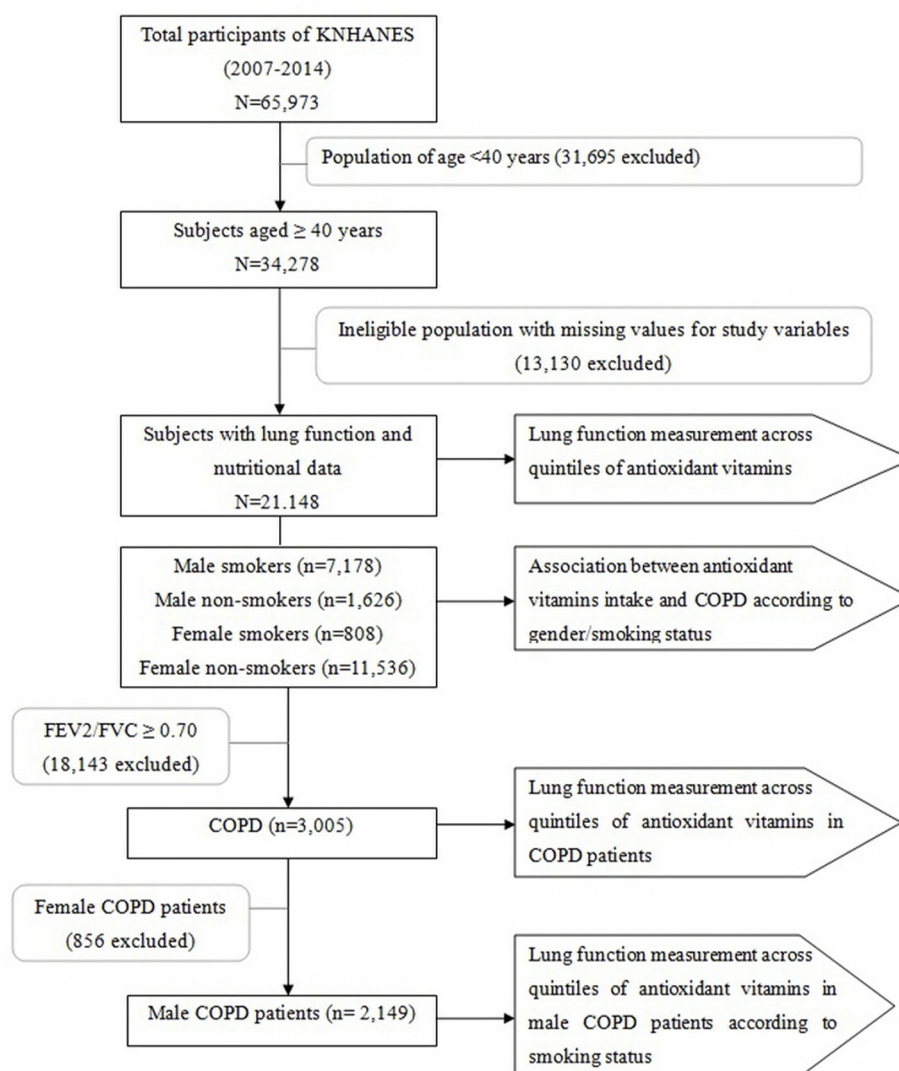 Total participants of KNHANES
(2007-2014)
N=65,973
Population of age <40 years (31,695 excluded)
Subjects aged ≥ 40 years
N=34,278
Ineligible population with missing values for study variables
(13,130 excluded)
Subjects with lung function and
nutritional data
N=21.148
Lung function measurement across
quintiles of antioxidant vitamins
Male smokers (n=7,178)
Male non-smokers (n=1,626)
Female smokers (n=808)
Female non-smokers (n=11,536)
Association between antioxidant
vitamins intake and COPD according to
gender/smoking status
FEV2/FVC ≥ 0.70
(18,143 excluded)
COPD (n=3,005)
Lung function measurement across
quintiles of antioxidant vitamins in
COPD patients
Female COPD patients
(856 excluded)
Male COPD patients (n= 2,149)
Lung function measurement across
quintiles of antioxidant vitamins in
male COPD patients according to
smoking status